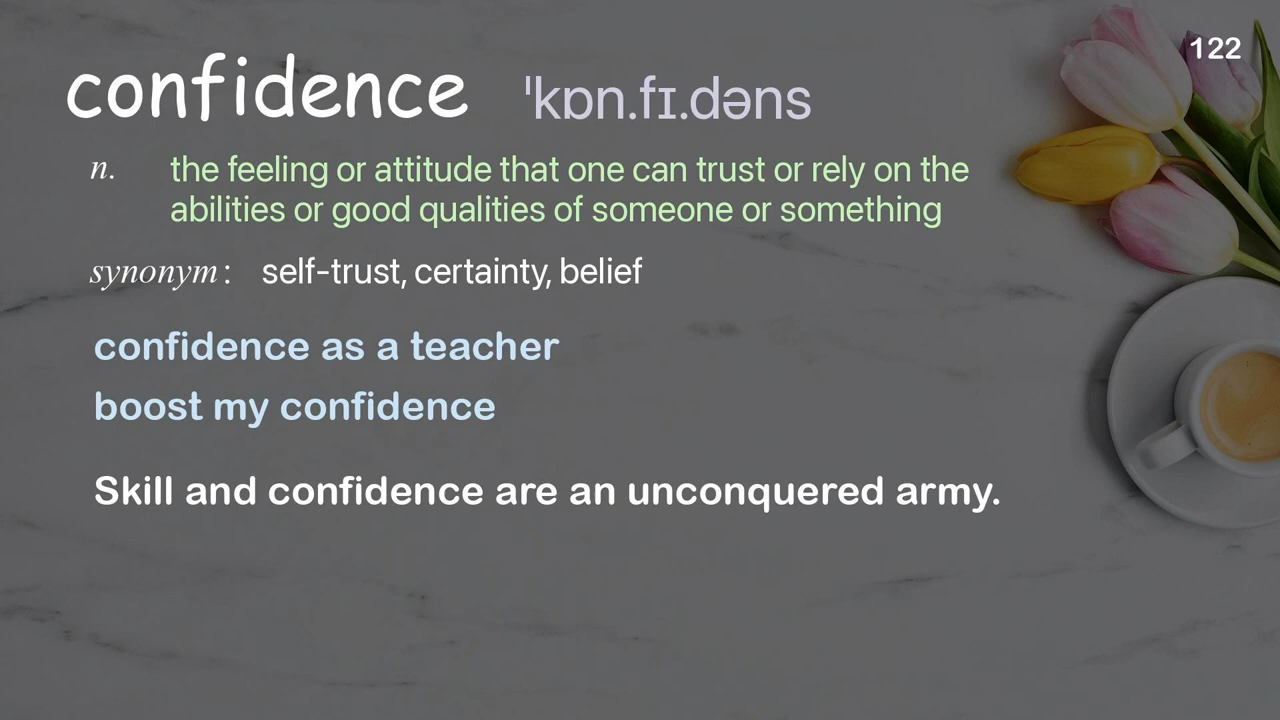 122
confidence ˈkɒn.fɪ.dəns
n. the feeling or attitude that one can trust or rely on the
abilities or good qualities of someone or something
synonym: self-trust, certainty, belief
confidence as a teacher
boost my confidence
Skill and confidence are an unconquered army.